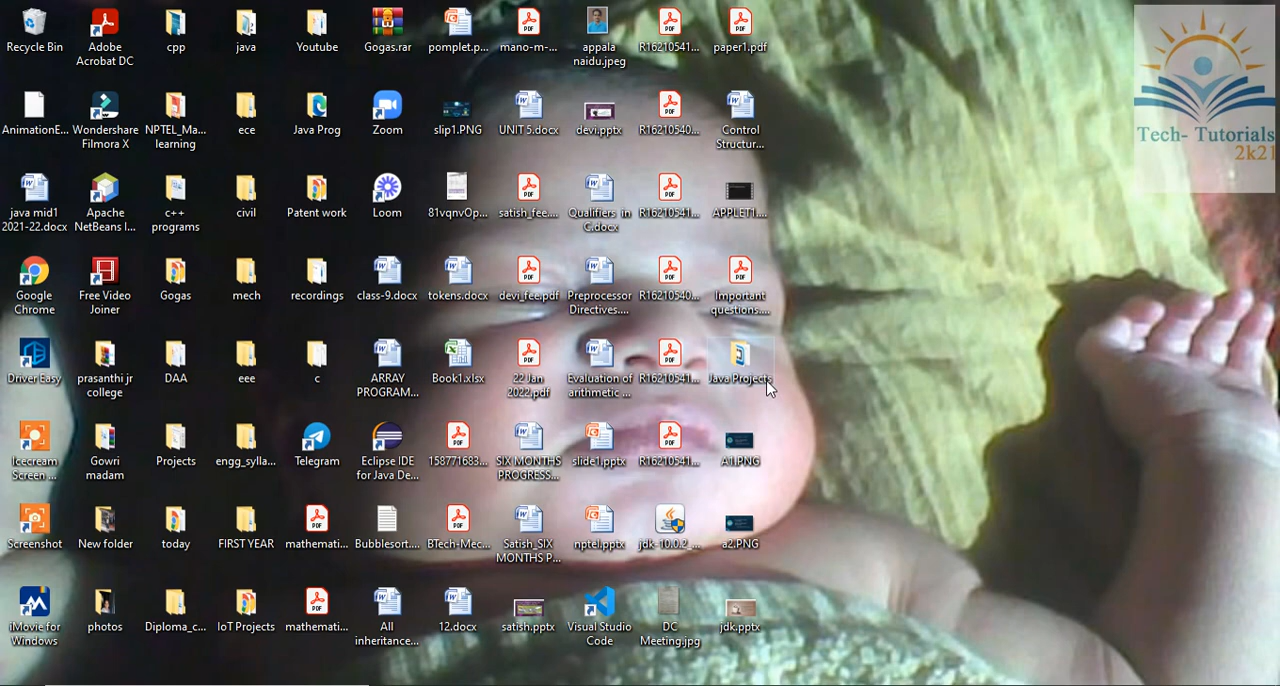 Recycle Bin
Adobe
Acrobat DC
cpp
java
Youtube
Gogas.rar
pomplet.p...
mano-m-...
appala
naidu.jpeg
R16210541...
paper1.pdf
AnimationE...
Wondershare
Filmora X
NPTEL_Ma...
learning
ece
Java Prog
Zoom
slip1.PNG
UNIT 5.docx
devi.pptx
R16210540...
Control
Structur...
java mid1
2021-22.docx
Apache
NetBeans I...
c++
programs
civil
Patent work
Loom
81vqnvOp...
satish_fee....
Qualifiers in
C.docx
R16210541...
APPLET1....
Google
Chrome
Free Video
Joiner
Gogas
mech
recordings
class-9.docx
tokens.docx
devi_fee.pdf
Preprocessor
Directives....
R16210540...
Important
questions....
Driver Easy
prasanthi jr
college
DAA
eee
c
ARRAY
PROGRAM...
Book1.xlsx
22 Jan
2022.pdf
Evaluation of
arithmetic ...
R16210541...
Java Projects
Icecream
Screen ...
Gowri
madam
Projects
engg_sylla...
Telegram
Eclipse IDE
for Java De...
158771683...
SIX MONTHS
PROGRESS...
slide1.pptx
R16210541...
A1.PNG
Screenshot
New folder
today
FIRST YEAR
mathemati...
Bubblesort....
BTech-Mec...
Satish_SIX
MONTHS P...
nptel.pptx
jdk-10.0.2_...
a2.PNG
iMovie for
Windows
photos
Diploma_c...
IoT Projects
mathemati...
All
inheritance...
12.docx
satish.pptx
Visual Studio
Code
DC
Meeting.jpg
jdk.pptx
Tech- Tutorials
2k21